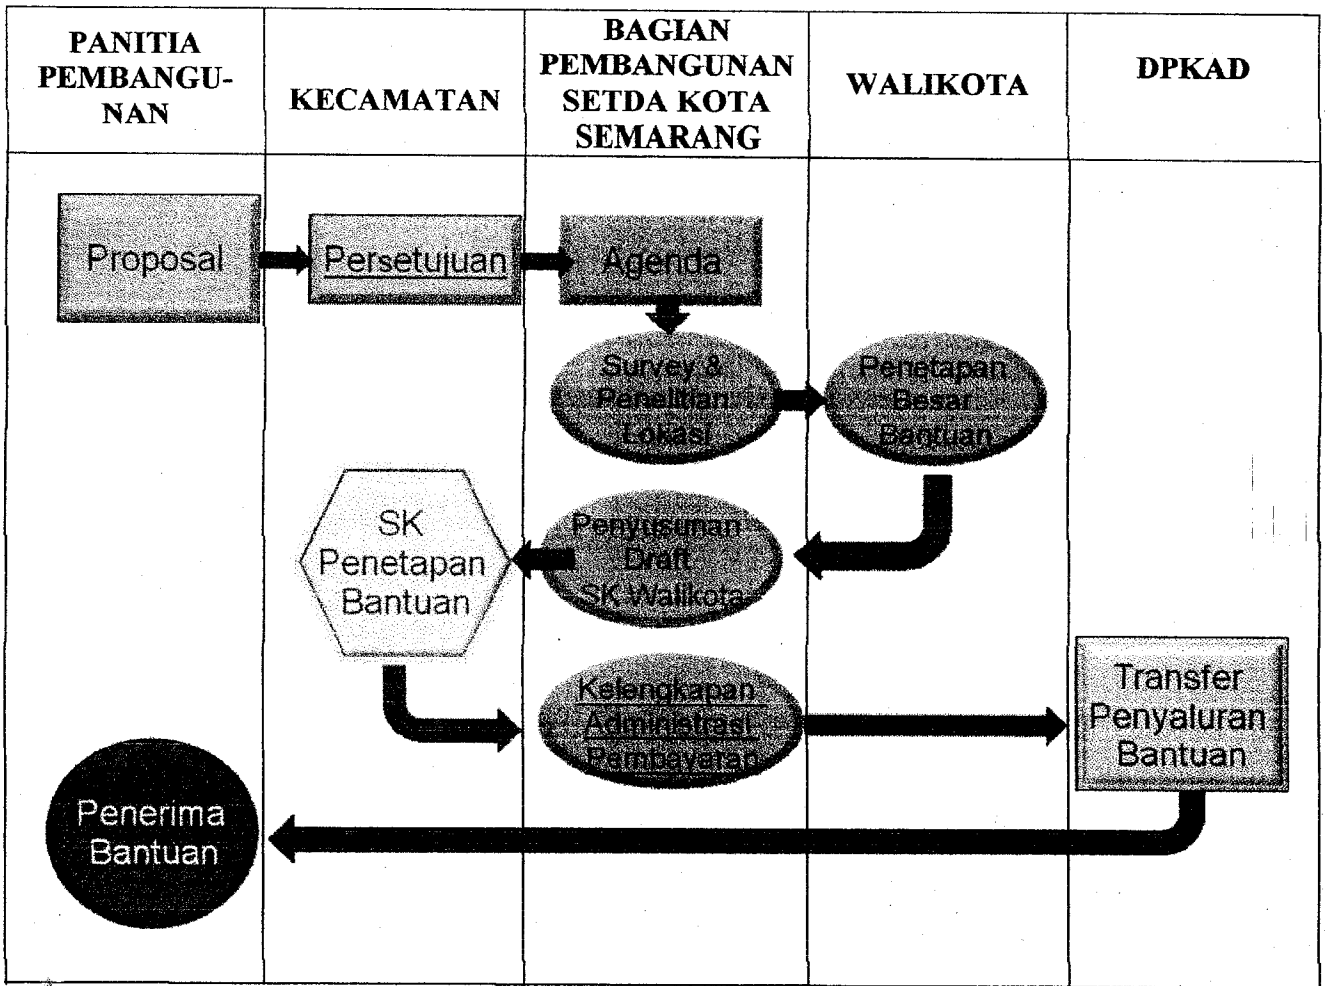 PANITIA
PEMBANGU-
NAN
KECAMATAN
BAGIAN
PEMBANGUNAN
SETDA KOTA
SEMARANG
WALIKOTA
DPKAD
Proposal
Persetujuan
Agenda
Survey &
Penelitian
Lokasi
Penetapan
Besar
Bantuan
SK
Penetapan
Bantuan
Penyusunan
Draft
SK Walikota
Kelengkapan
Administrasi
Pembayaran
Transfer
Penyaluran
Bantuan
Penerima
Bantuan